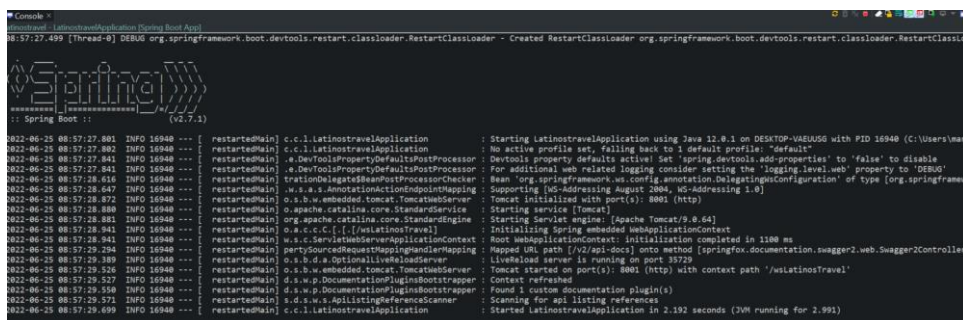 Console
latinostravel - LatinostravelApplication [Spring Boot App]
08:57:27.499 [Thread-0] DEBUG org.springframework.boot.devtools.restart.classloader.RestartClassLoader - Created RestartClassLoader org.springframework.boot.devtools.restart.classlo
:: Spring Boot :: (v2.7.1)
2022-06-25 08:57:27.801 INFO 16940 --- [ restartedMain] c.c.l.LatinostravelApplication : Starting LatinostravelApplication using Java 12.0.1 on DESKTOP-VAEUUSG with PID 16940 (C:\Users\ma
2022-06-25 08:57:27.802 INFO 16940 --- [ restartedMain] c.c.l.LatinostravelApplication : No active profile set, falling back to 1 default profile: "default"
2022-06-25 08:57:27.841 INFO 16940 --- [ restartedMain] .e.DevToolsPropertyDefaultsPostProcessor : Devtools property defaults active! Set 'spring.devtools.add-properties' to 'false' to disable
2022-06-25 08:57:27.841 INFO 16940 --- [ restartedMain] .e.DevToolsPropertyDefaultsPostProcessor : For additional web related logging consider setting the 'logging.level.web' property to 'DEBUG'
2022-06-25 08:57:28.616 INFO 16940 --- [ restartedMain] trationDelegate$BeanPostProcessorChecker : Bean 'org.springframework.ws.config.annotation.DelegatingWsConfiguration' of type [org.springframew
2022-06-25 08:57:28.647 INFO 16940 --- [ restartedMain] .w.s.a.s.AnnotationActionEndpointMapping : Supporting [WS-Addressing August 2004, WS-Addressing 1.0]
2022-06-25 08:57:28.872 INFO 16940 --- [ restartedMain] o.s.b.w.embedded.tomcat.TomcatWebServer : Tomcat initialized with port(s): 8001 (http)
2022-06-25 08:57:28.880 INFO 16940 --- [ restartedMain] o.apache.catalina.core.StandardService : Starting service [Tomcat]
2022-06-25 08:57:28.881 INFO 16940 --- [ restartedMain] org.apache.catalina.core.StandardEngine : Starting Servlet engine: [Apache Tomcat/9.0.64]
2022-06-25 08:57:28.941 INFO 16940 --- [ restartedMain] o.a.c.c.C.[.[.[/wsLatinosTravel] : Initializing Spring embedded WebApplicationContext
2022-06-25 08:57:28.941 INFO 16940 --- [ restartedMain] w.s.c.ServletWebServerApplicationContext : Root WebApplicationContext: initialization completed in 1100 ms
2022-06-25 08:57:29.294 INFO 16940 --- [ restartedMain] pertySourcedRequestMappingHandlerMapping : Mapped URL path [/v2/api-docs] onto method [springfox.documentation.swagger2.web.Swagger2Controlle
2022-06-25 08:57:29.389 INFO 16940 --- [ restartedMain] o.s.b.d.a.OptionalLiveReloadServer : LiveReload server is running on port 35729
2022-06-25 08:57:29.526 INFO 16940 --- [ restartedMain] o.s.b.w.embedded.tomcat.TomcatWebServer : Tomcat started on port(s): 8001 (http) with context path '/wsLatinosTravel'
2022-06-25 08:57:29.527 INFO 16940 --- [ restartedMain] d.s.w.p.DocumentationPluginsBootstrapper : Context refreshed
2022-06-25 08:57:29.550 INFO 16940 --- [ restartedMain] d.s.w.p.DocumentationPluginsBootstrapper : Found 1 custom documentation plugin(s)
2022-06-25 08:57:29.571 INFO 16940 --- [ restartedMain] s.d.s.w.s.ApiListingReferenceScanner : Scanning for api listing references
2022-06-25 08:57:29.699 INFO 16940 --- [ restartedMain] c.c.l.LatinostravelApplication : Started LatinostravelApplication in 2.192 seconds (JVM running for 2.991)